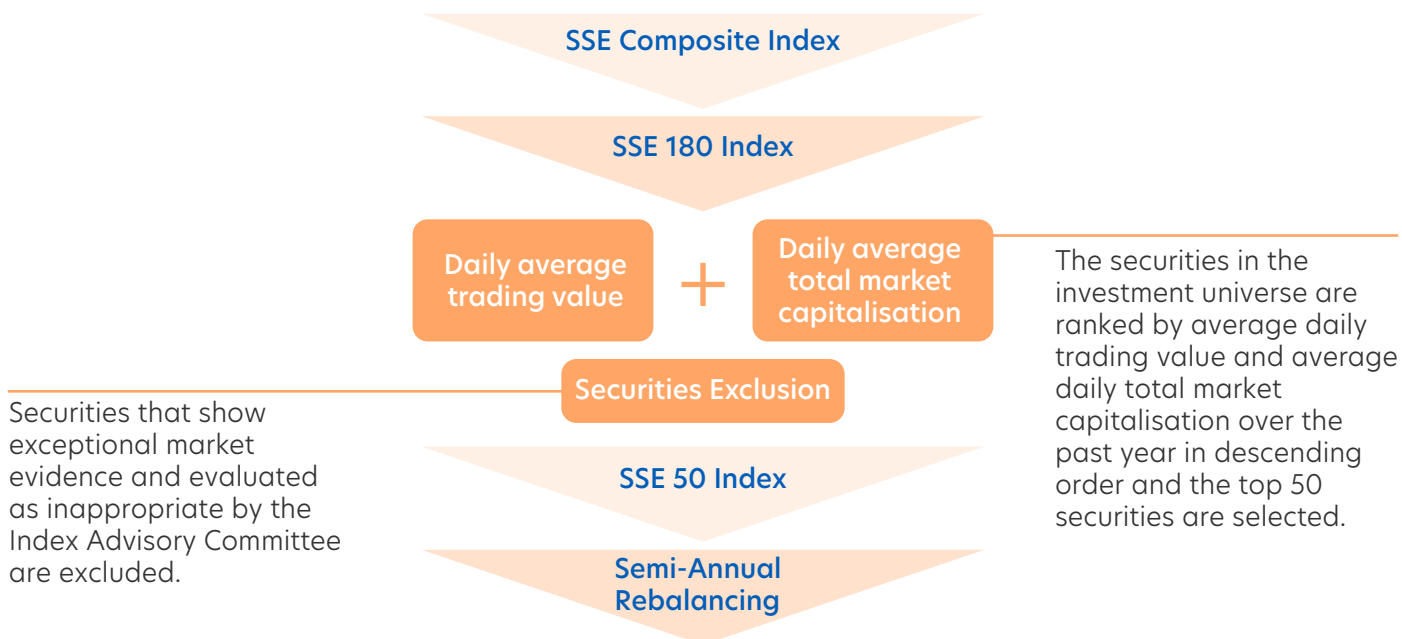 SSE Composite Index
SSE 180 Index
Daily average
trading value
+
Daily average
total market
capitalisation
The securities in the
investment universe are
ranked by average daily
trading value and average
daily total market
capitalisation over the
past year in descending
order and the top 50
securities are selected.
Securities Exclusion
Securities that show
exceptional market
evidence and evaluated
as inappropriate by the
Index Advisory Committee
are excluded.
SSE 50 Index
Semi-Annual
Rebalancing